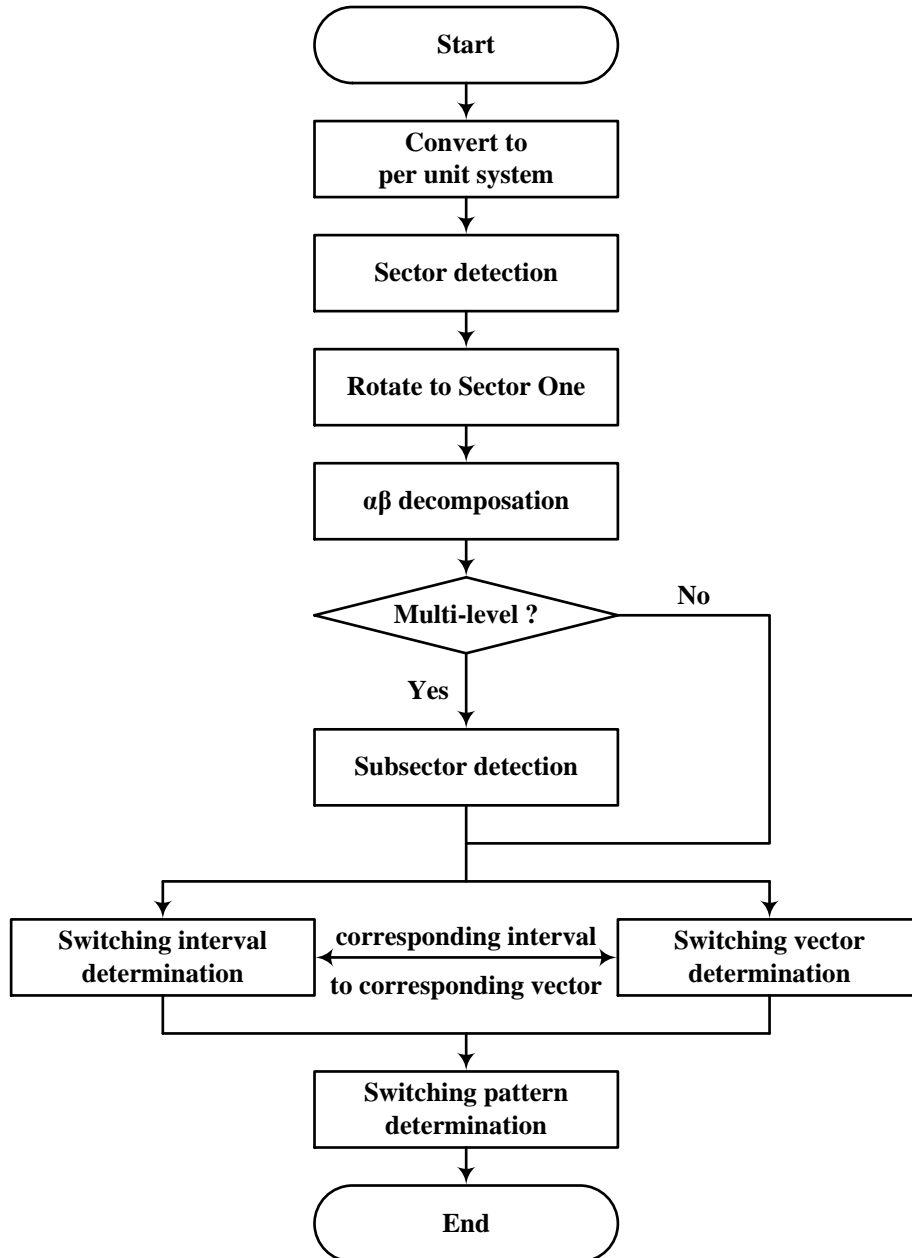 Start
Convert to
per unit system
Sector detection
Rotate to Sector One
αβ decomposation
Multi-level ?
No
Yes
Subsector detection
Switching interval
determination
corresponding interval
to corresponding vector
Switching vector
determination
Switching pattern
determination
End